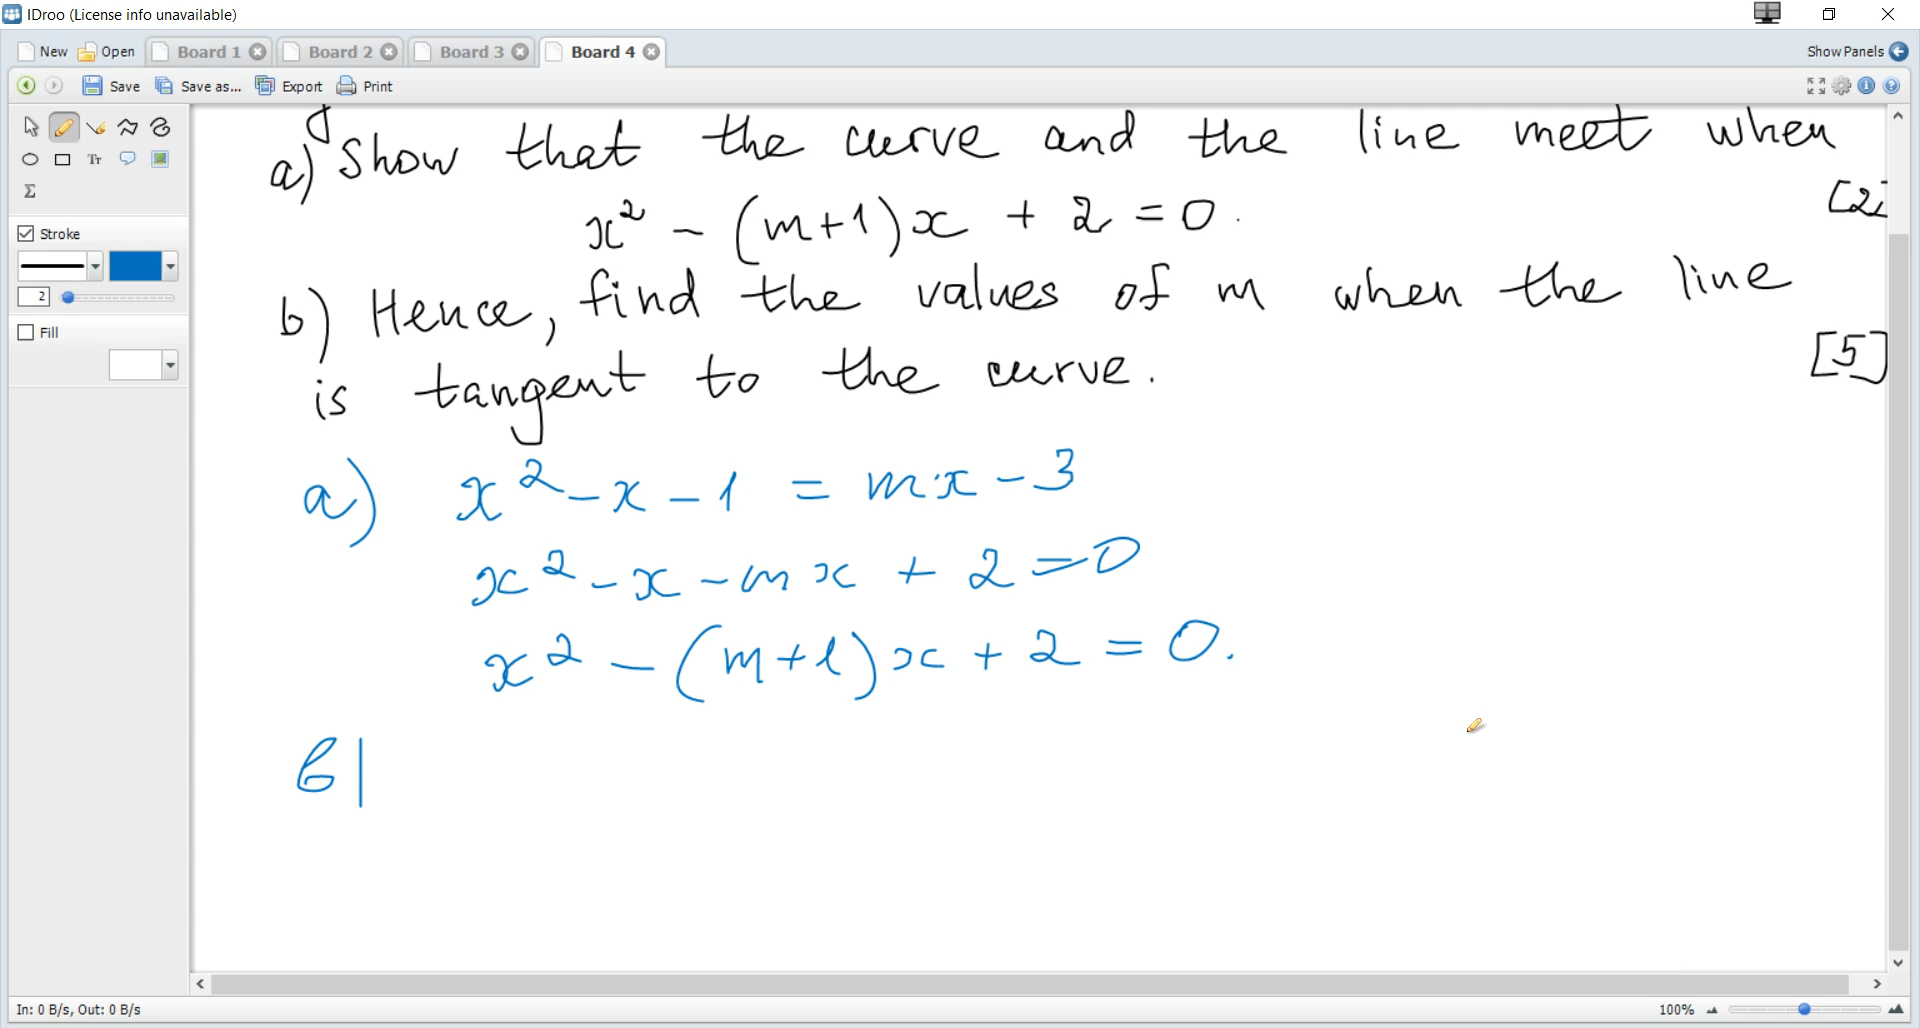 IDroo (License info unavailable)
New Open Board 1 Board 2 Board 3 Board 4 Show Panels
Save Save as... Export Print
Tт
Σ
Stroke
2
Fill
a) Show that the curve and the line meet when
x² - (m+1)x + 2 = 0. [2]
b) Hence, find the values of m when the line
is tangent to the curve. [5]
a) x² - x - 1 = mx - 3
x² - x - mx + 2 = 0
x² - (m+1)x + 2 = 0.
b|
In: 0 B/s, Out: 0 B/s 100%